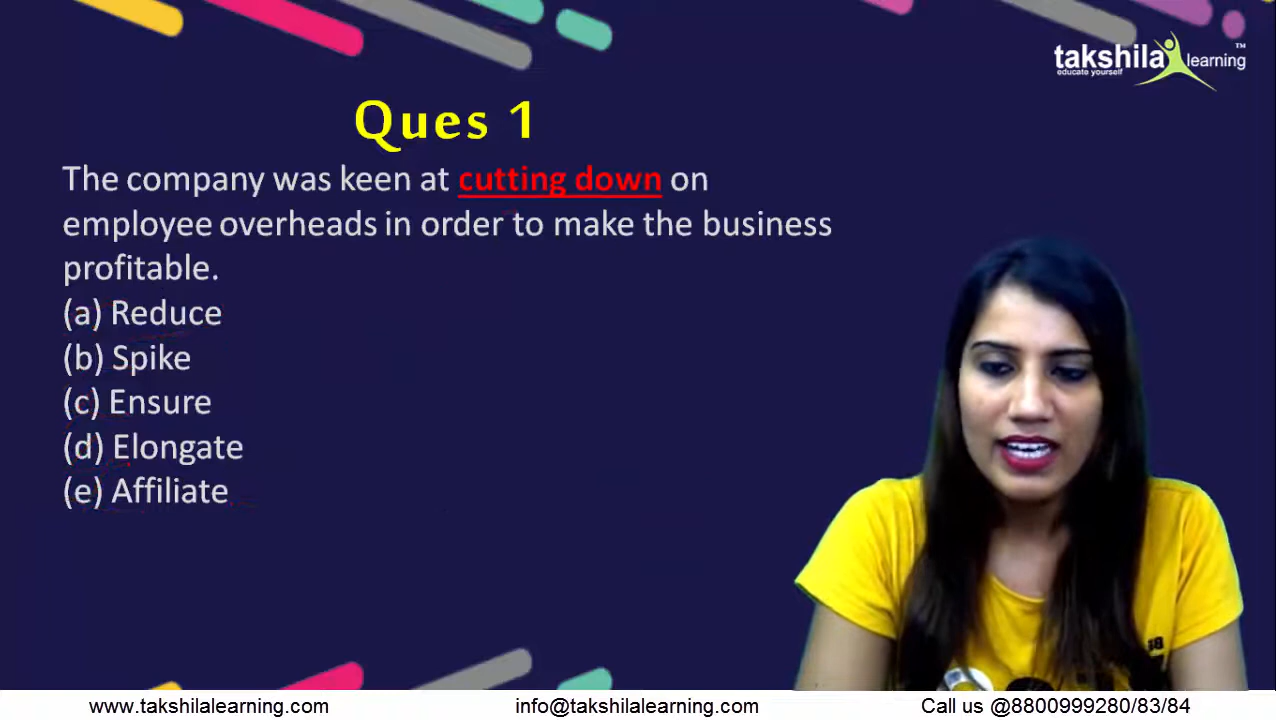 takshila learning™
educate yourself
Ques 1
The company was keen at cutting down on
employee overheads in order to make the business
profitable.
(a) Reduce
(b) Spike
(c) Ensure
(d) Elongate
(e) Affiliate
www.takshilalearning.com info@takshilalearning.com Call us @8800999280/83/84